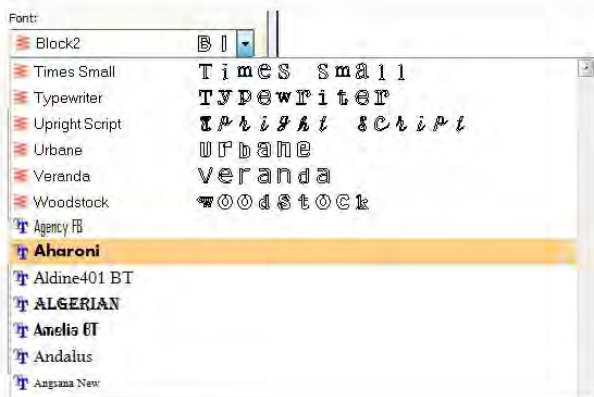 Font:
Block2 Bl
Times Small Times Small
Typewriter Typewriter
Upright Script Upright Script
Urbane Urbane
Veranda Veranda
Woodstock Woodstock
Agency FB
Aharoni
Aldine401 BT
ALGERIAN
Amelia BT
Andalus
Angsana New